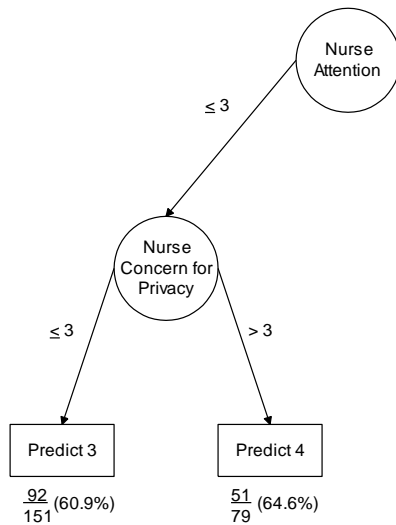 Nurse
Attention
≤ 3
Nurse
Concern for
Privacy
≤ 3
> 3
Predict 3
Predict 4
92
151 (60.9%)
51
79 (64.6%)